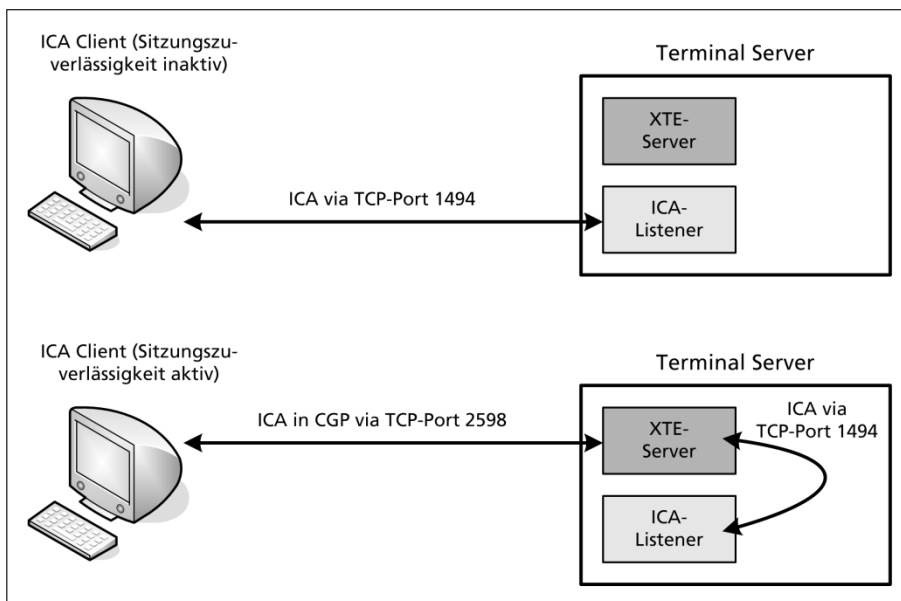 ICA Client (Sitzungszu-
verlässigkeit inaktiv)
Terminal Server
XTE-
Server
ICA via TCP-Port 1494
ICA-
Listener
ICA Client (Sitzungszu-
verlässigkeit aktiv)
Terminal Server
ICA in CGP via TCP-Port 2598
XTE-
Server
ICA via
TCP-Port 1494
ICA-
Listener